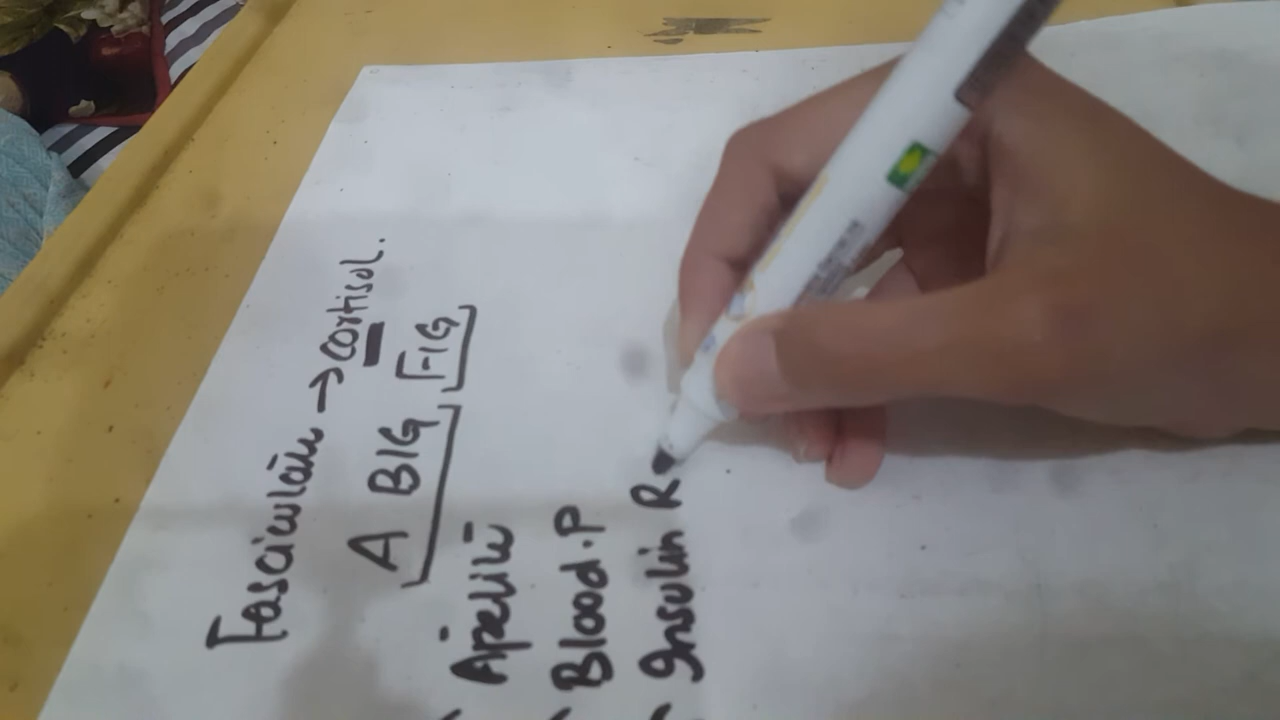 Fasciculata → cortisol.
A BIG FIG
Apetite
Blood.P
Insulin R